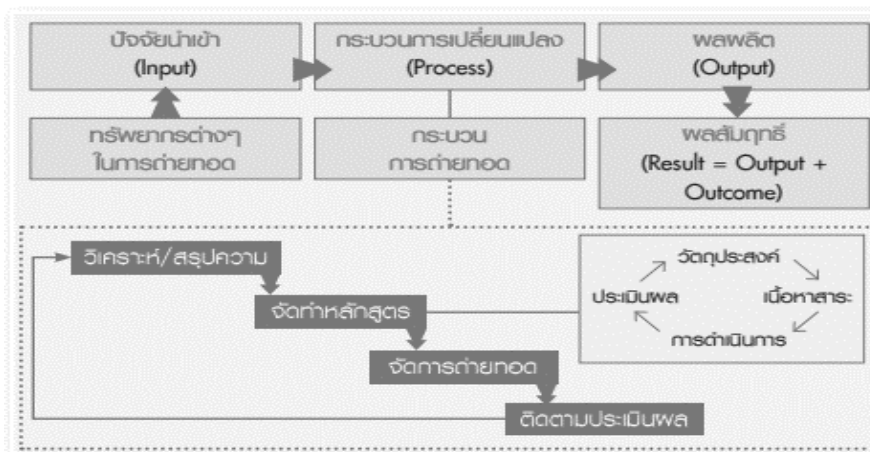 ปัจจัยนำเข้า
(Input)
กระบวนการเปลี่ยนแปลง
(Process)
ผลผลิต
(Output)
ทรัพยากรต่างๆ
ในการถ่ายทอด
กระบวน
การถ่ายทอด
ผลสัมฤทธิ์
(Result = Output +
Outcome)
วิเคราะห์/สรุปความ
จัดทำหลักสูตร
จัดการถ่ายทอด
ติดตามประเมินผล
วัตถุประสงค์
ประเมินผล
เนื้อหาสาระ
การดำเนินการ